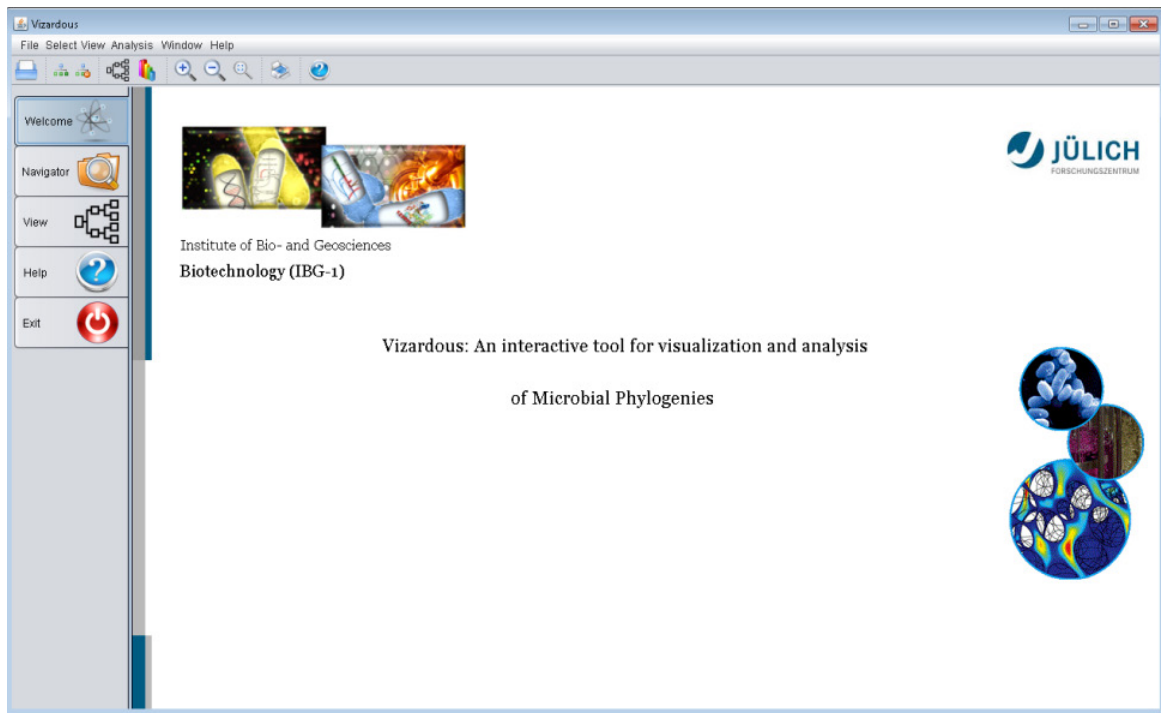 Vizardous
File Select View Analysis Window Help
Welcome
Navigator
View
Help
Exit
JÜLICH
FORSCHUNGSZENTRUM
Institute of Bio- and Geosciences
Biotechnology (IBG-1)
Vizardous: An interactive tool for visualization and analysis
of Microbial Phylogenies